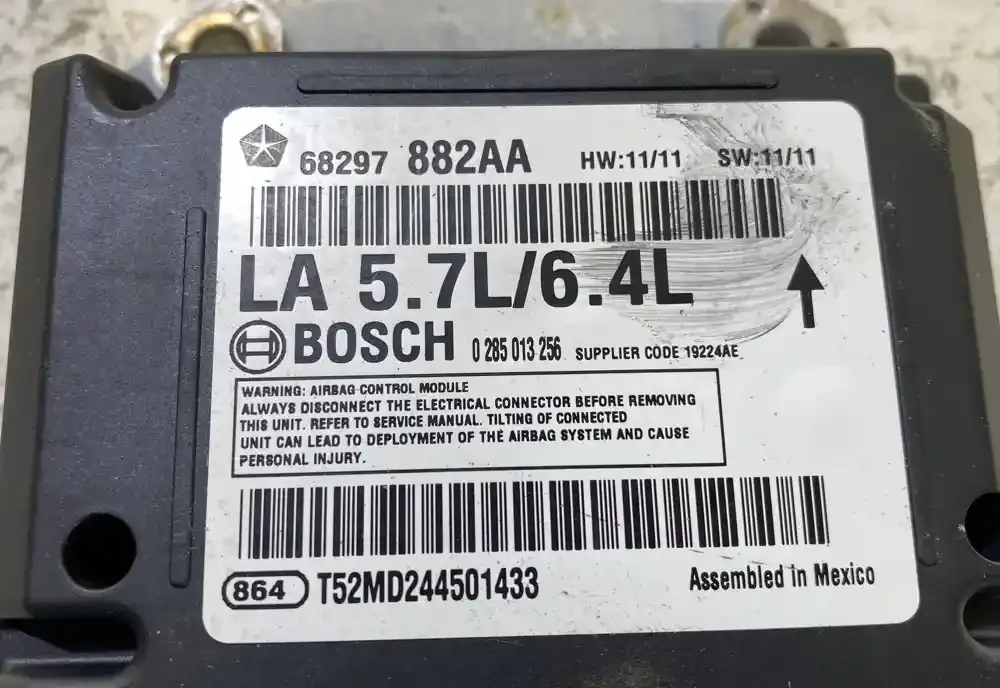 68297 882AA HW:11/11 SW:11/11
LA 5.7L/6.4L
BOSCH 0 285 013 256 SUPPLIER CODE 19224AE
WARNING: AIRBAG CONTROL MODULE
ALWAYS DISCONNECT THE ELECTRICAL CONNECTOR BEFORE REMOVING
THIS UNIT. REFER TO SERVICE MANUAL. TILTING OF CONNECTED
UNIT CAN LEAD TO DEPLOYMENT OF THE AIRBAG SYSTEM AND CAUSE
PERSONAL INJURY.
864 T52MD244501433 Assembled in Mexico